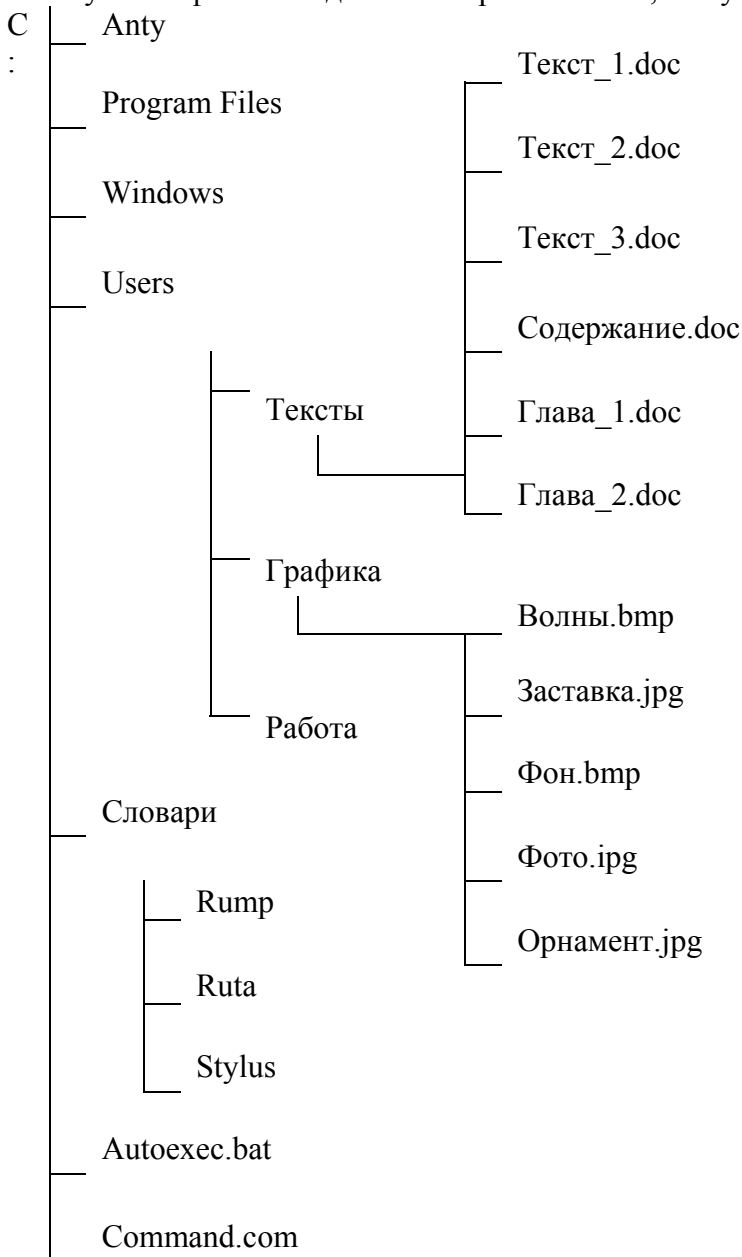 С
:
Anty
Program Files
Windows
Users
Тексты
Текст_1.doc
Текст_2.doc
Текст_3.doc
Содержание.doc
Глава_1.doc
Глава_2.doc
Графика
Волны.bmp
Заставка.jpg
Фон.bmp
Фото.ipg
Орнамент.jpg
Работа
Словари
Rump
Ruta
Stylus
Autoexec.bat
Command.com